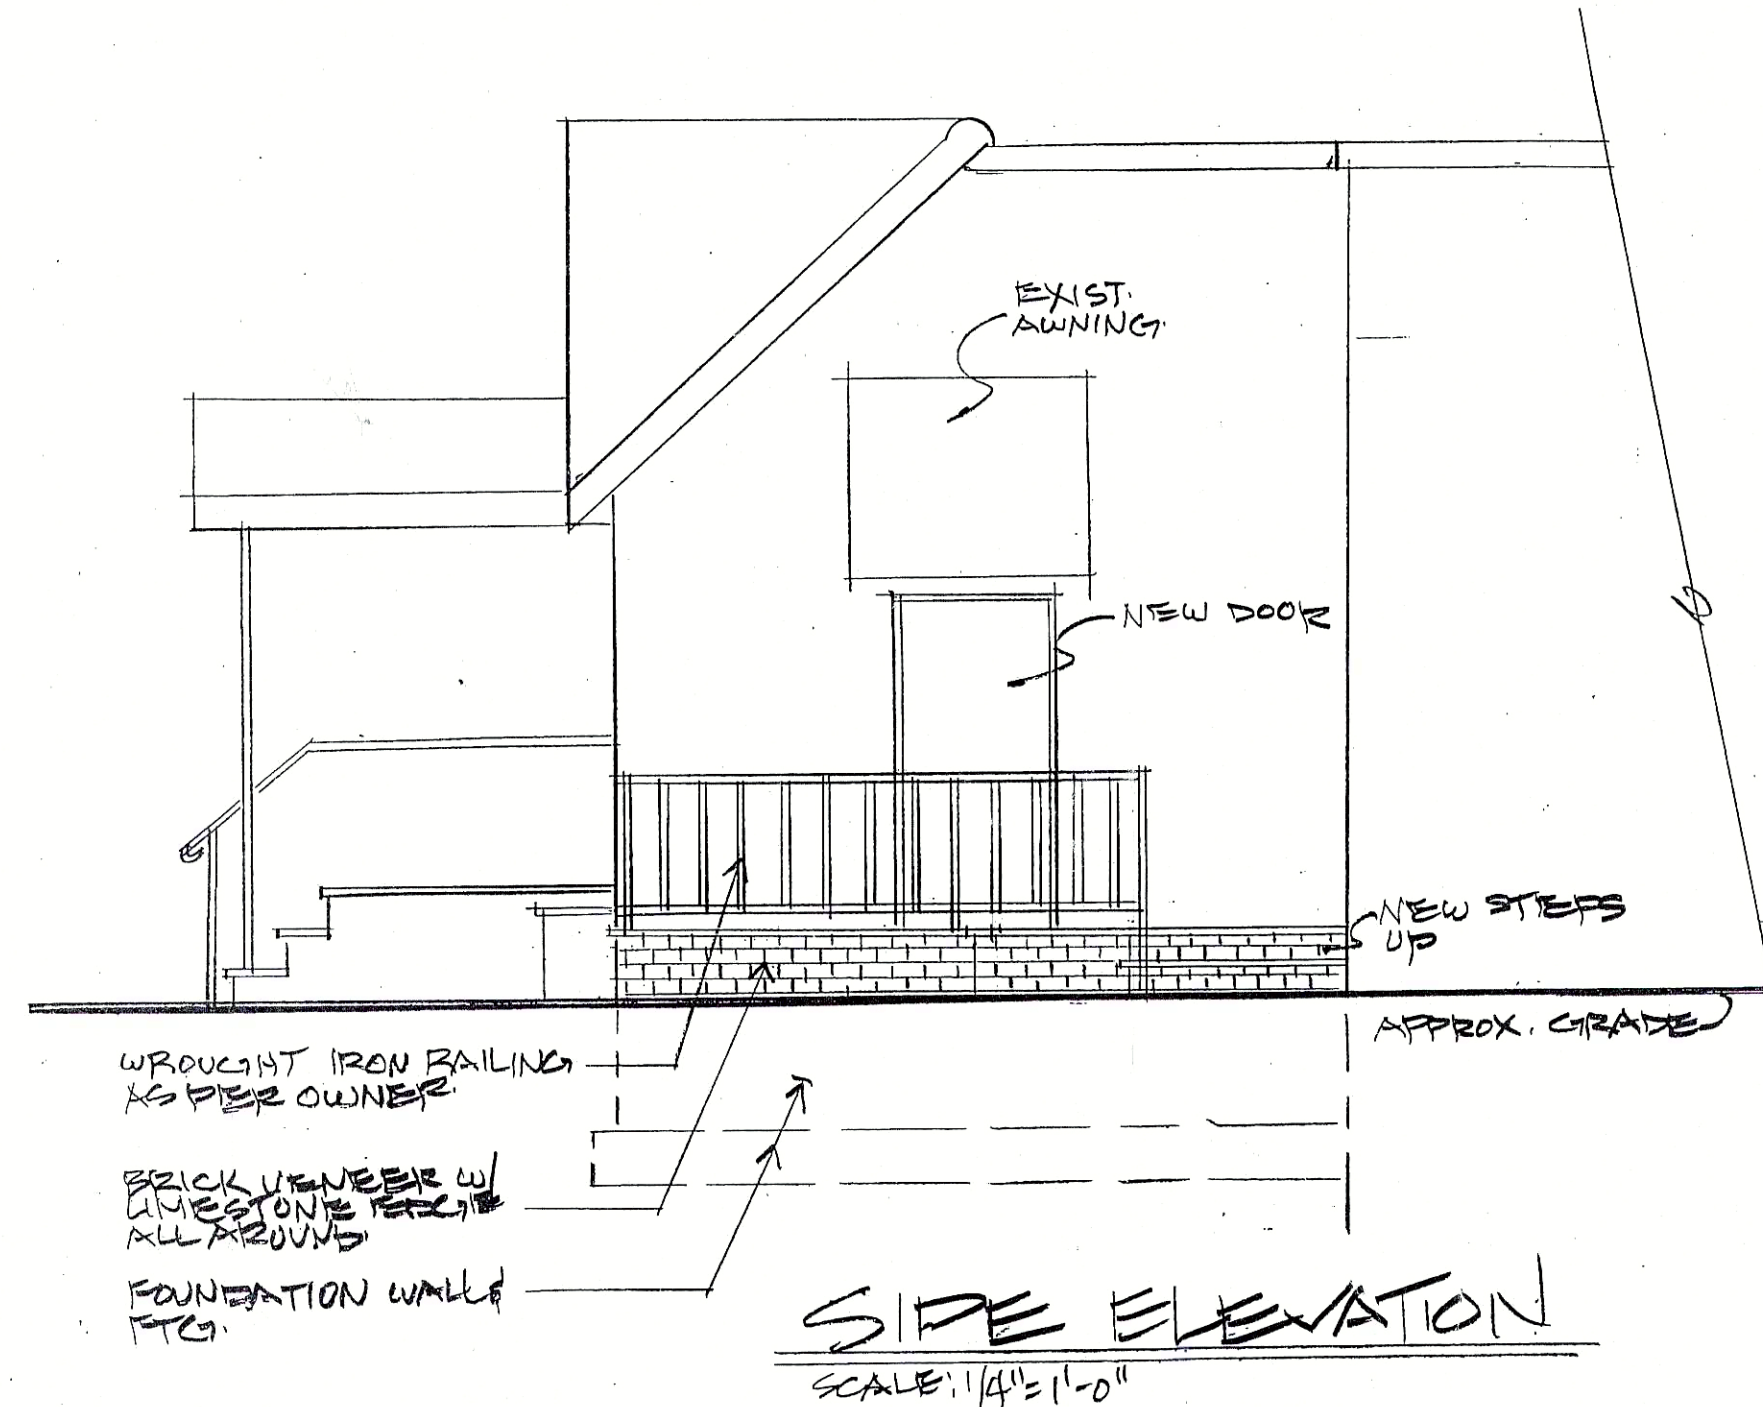 EXIST.
AWNING.
NEW DOOR
NEW STEPS
UP
APPROX. GRADE
WROUGHT IRON RAILING
AS PER OWNER.
BRICK VENEER W/
LIMESTONE EDGE
ALL AROUND.
FOUNDATION WALL &
FTG.
SIDE ELEVATION
SCALE: 1/4" = 1'-0"